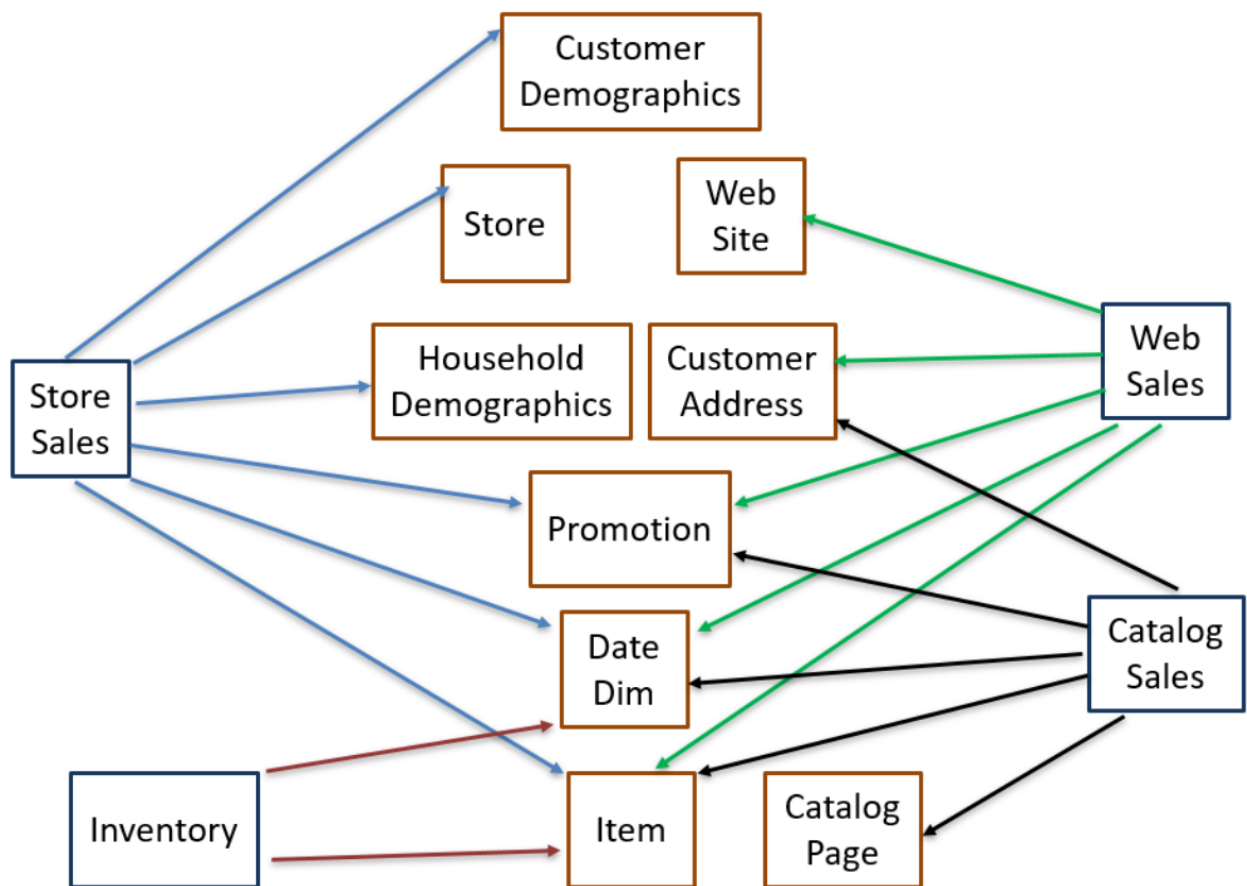 Customer
Demographics
Store
Web
Site
Store
Sales
Household
Demographics
Customer
Address
Web
Sales
Promotion
Date
Dim
Catalog
Sales
Inventory
Item
Catalog
Page